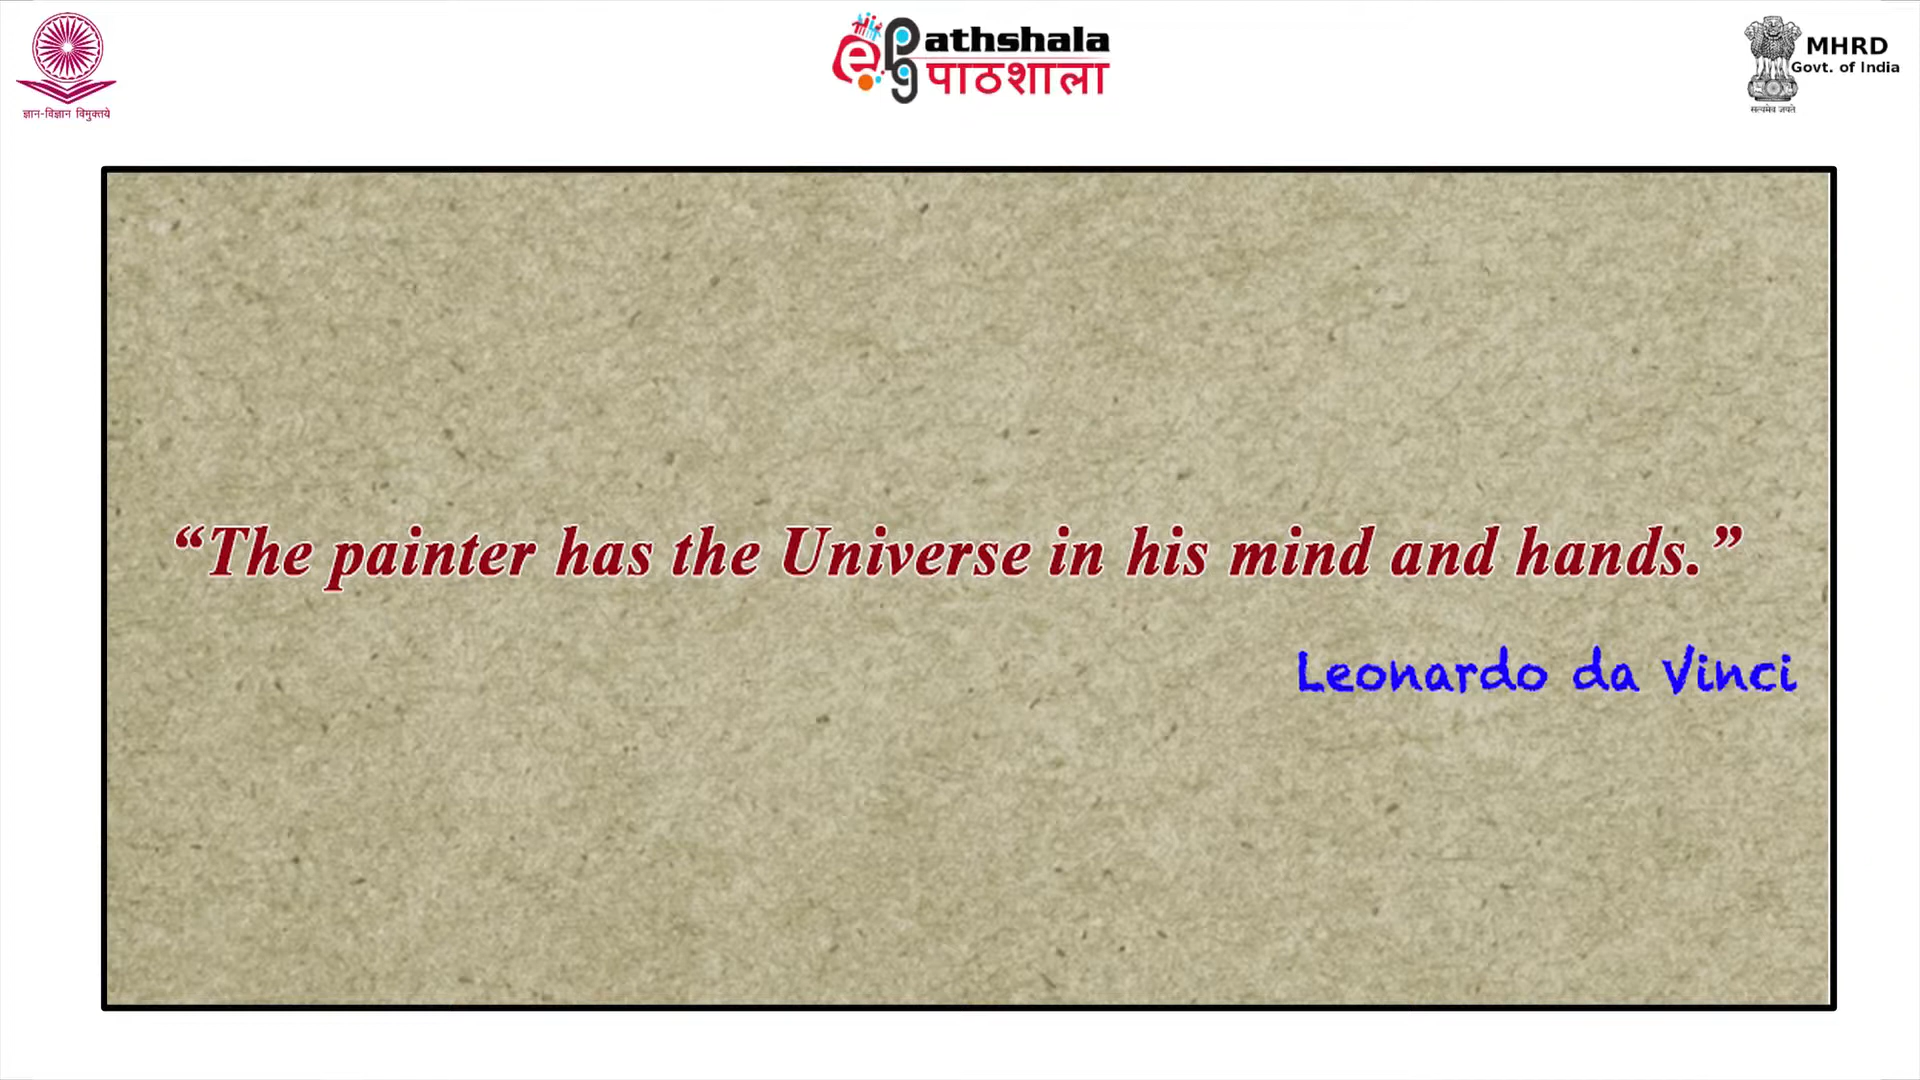 ज्ञान-विज्ञान विमुक्तये
e
pg
athshala
पाठशाला
MHRD
Govt. of India
सत्यमेव जयते
“The painter has the Universe in his mind and hands.”
Leonardo da Vinci